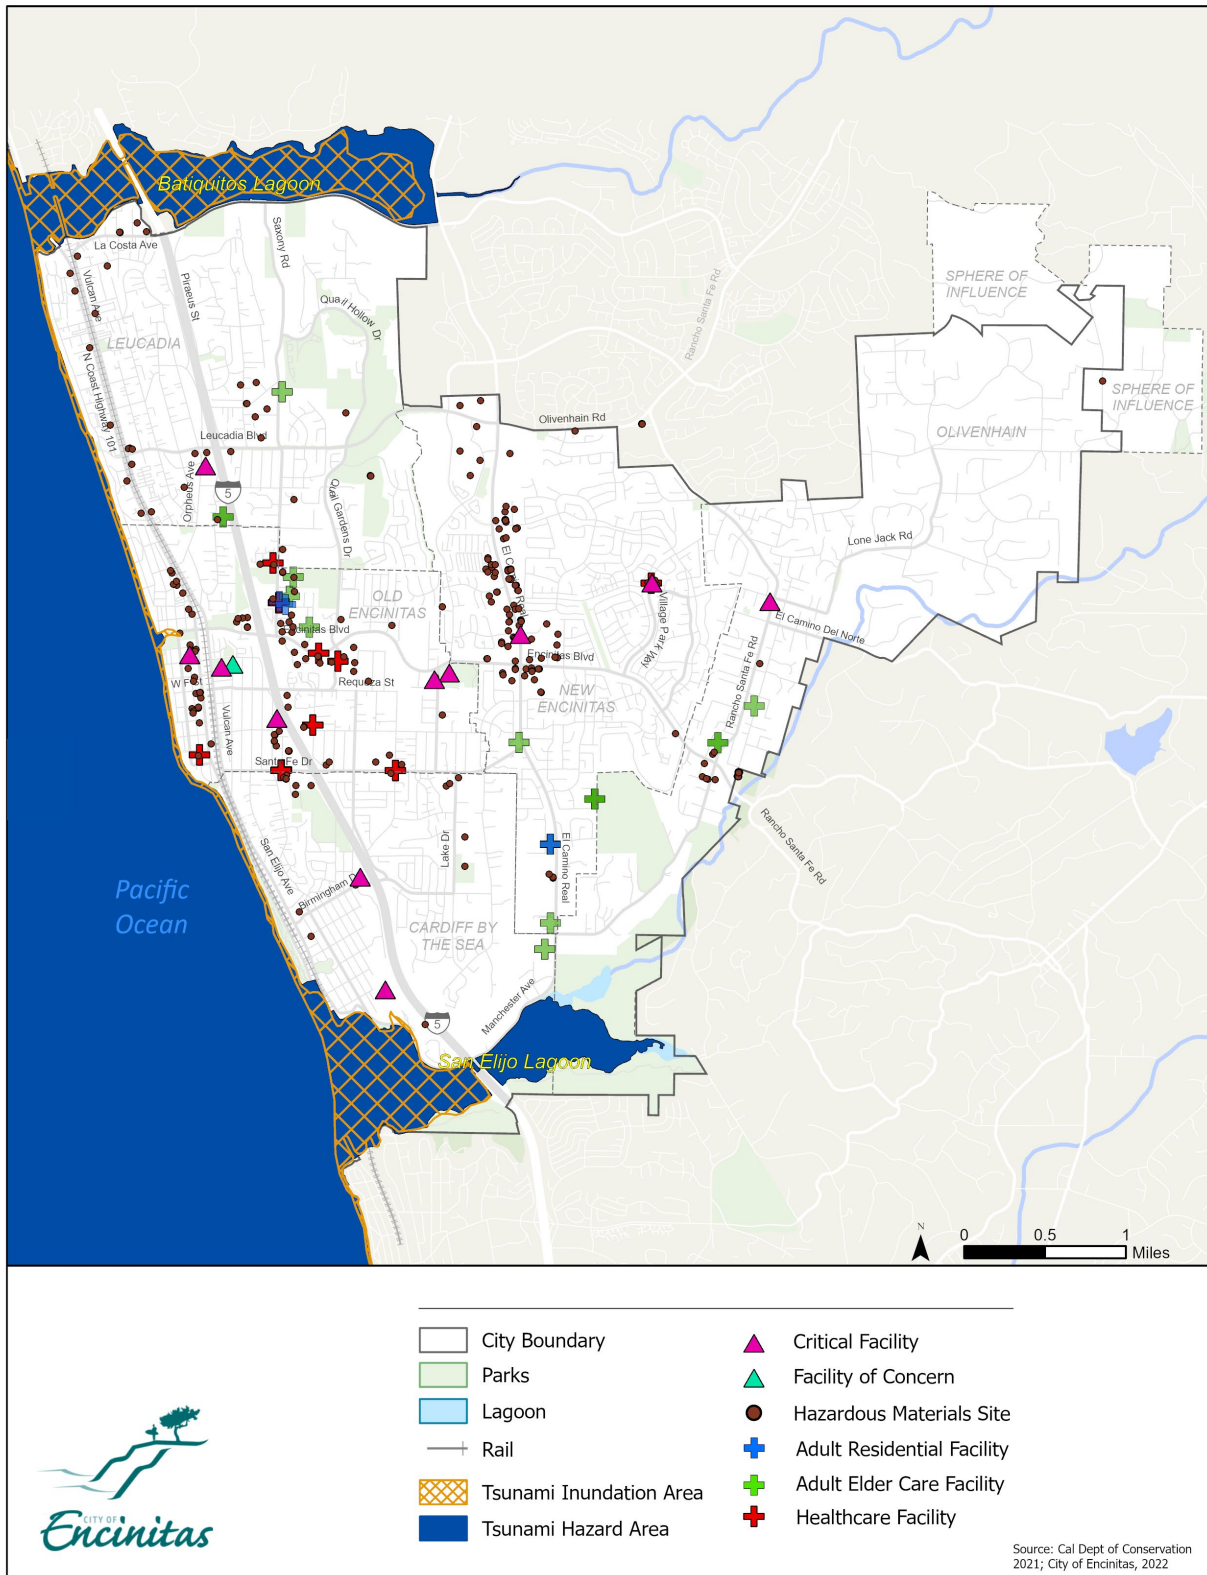 Batiquitos Lagoon
La Costa Ave
Saxony Rd
Piraeus St
Vulcan Ave
Quail Hollow Dr
Rancho Santa Fe Rd
SPHERE OF
INFLUENCE
LEUCADIA
N Coast Highway 101
SPHERE OF
INFLUENCE
Olivenhain Rd
OLIVENHAIN
Leucadia Blvd
Orpheus Ave
5
Quail Gardens Dr
El Camino Real
Lone Jack Rd
OLD
ENCINITAS
Village Park Way
El Camino Del Norte
Encinitas Blvd
Encinitas Blvd
Rancho Santa Fe Rd
W F St
Requeza St
NEW
ENCINITAS
Vulcan Ave
Santa Fe Dr
San Elijo Ave
Lake Dr
El Camino Real
Rancho Santa Fe Rd
Birmingham Dr
Pacific
Ocean
CARDIFF BY
THE SEA
Manchester Ave
5
San Elijo Lagoon
N
0 0.5 1
Miles
City Boundary
Parks
Lagoon
Rail
Tsunami Inundation Area
Tsunami Hazard Area
Critical Facility
Facility of Concern
Hazardous Materials Site
Adult Residential Facility
Adult Elder Care Facility
Healthcare Facility
CITY OF
Encinitas
Source: Cal Dept of Conservation
2021; City of Encinitas, 2022